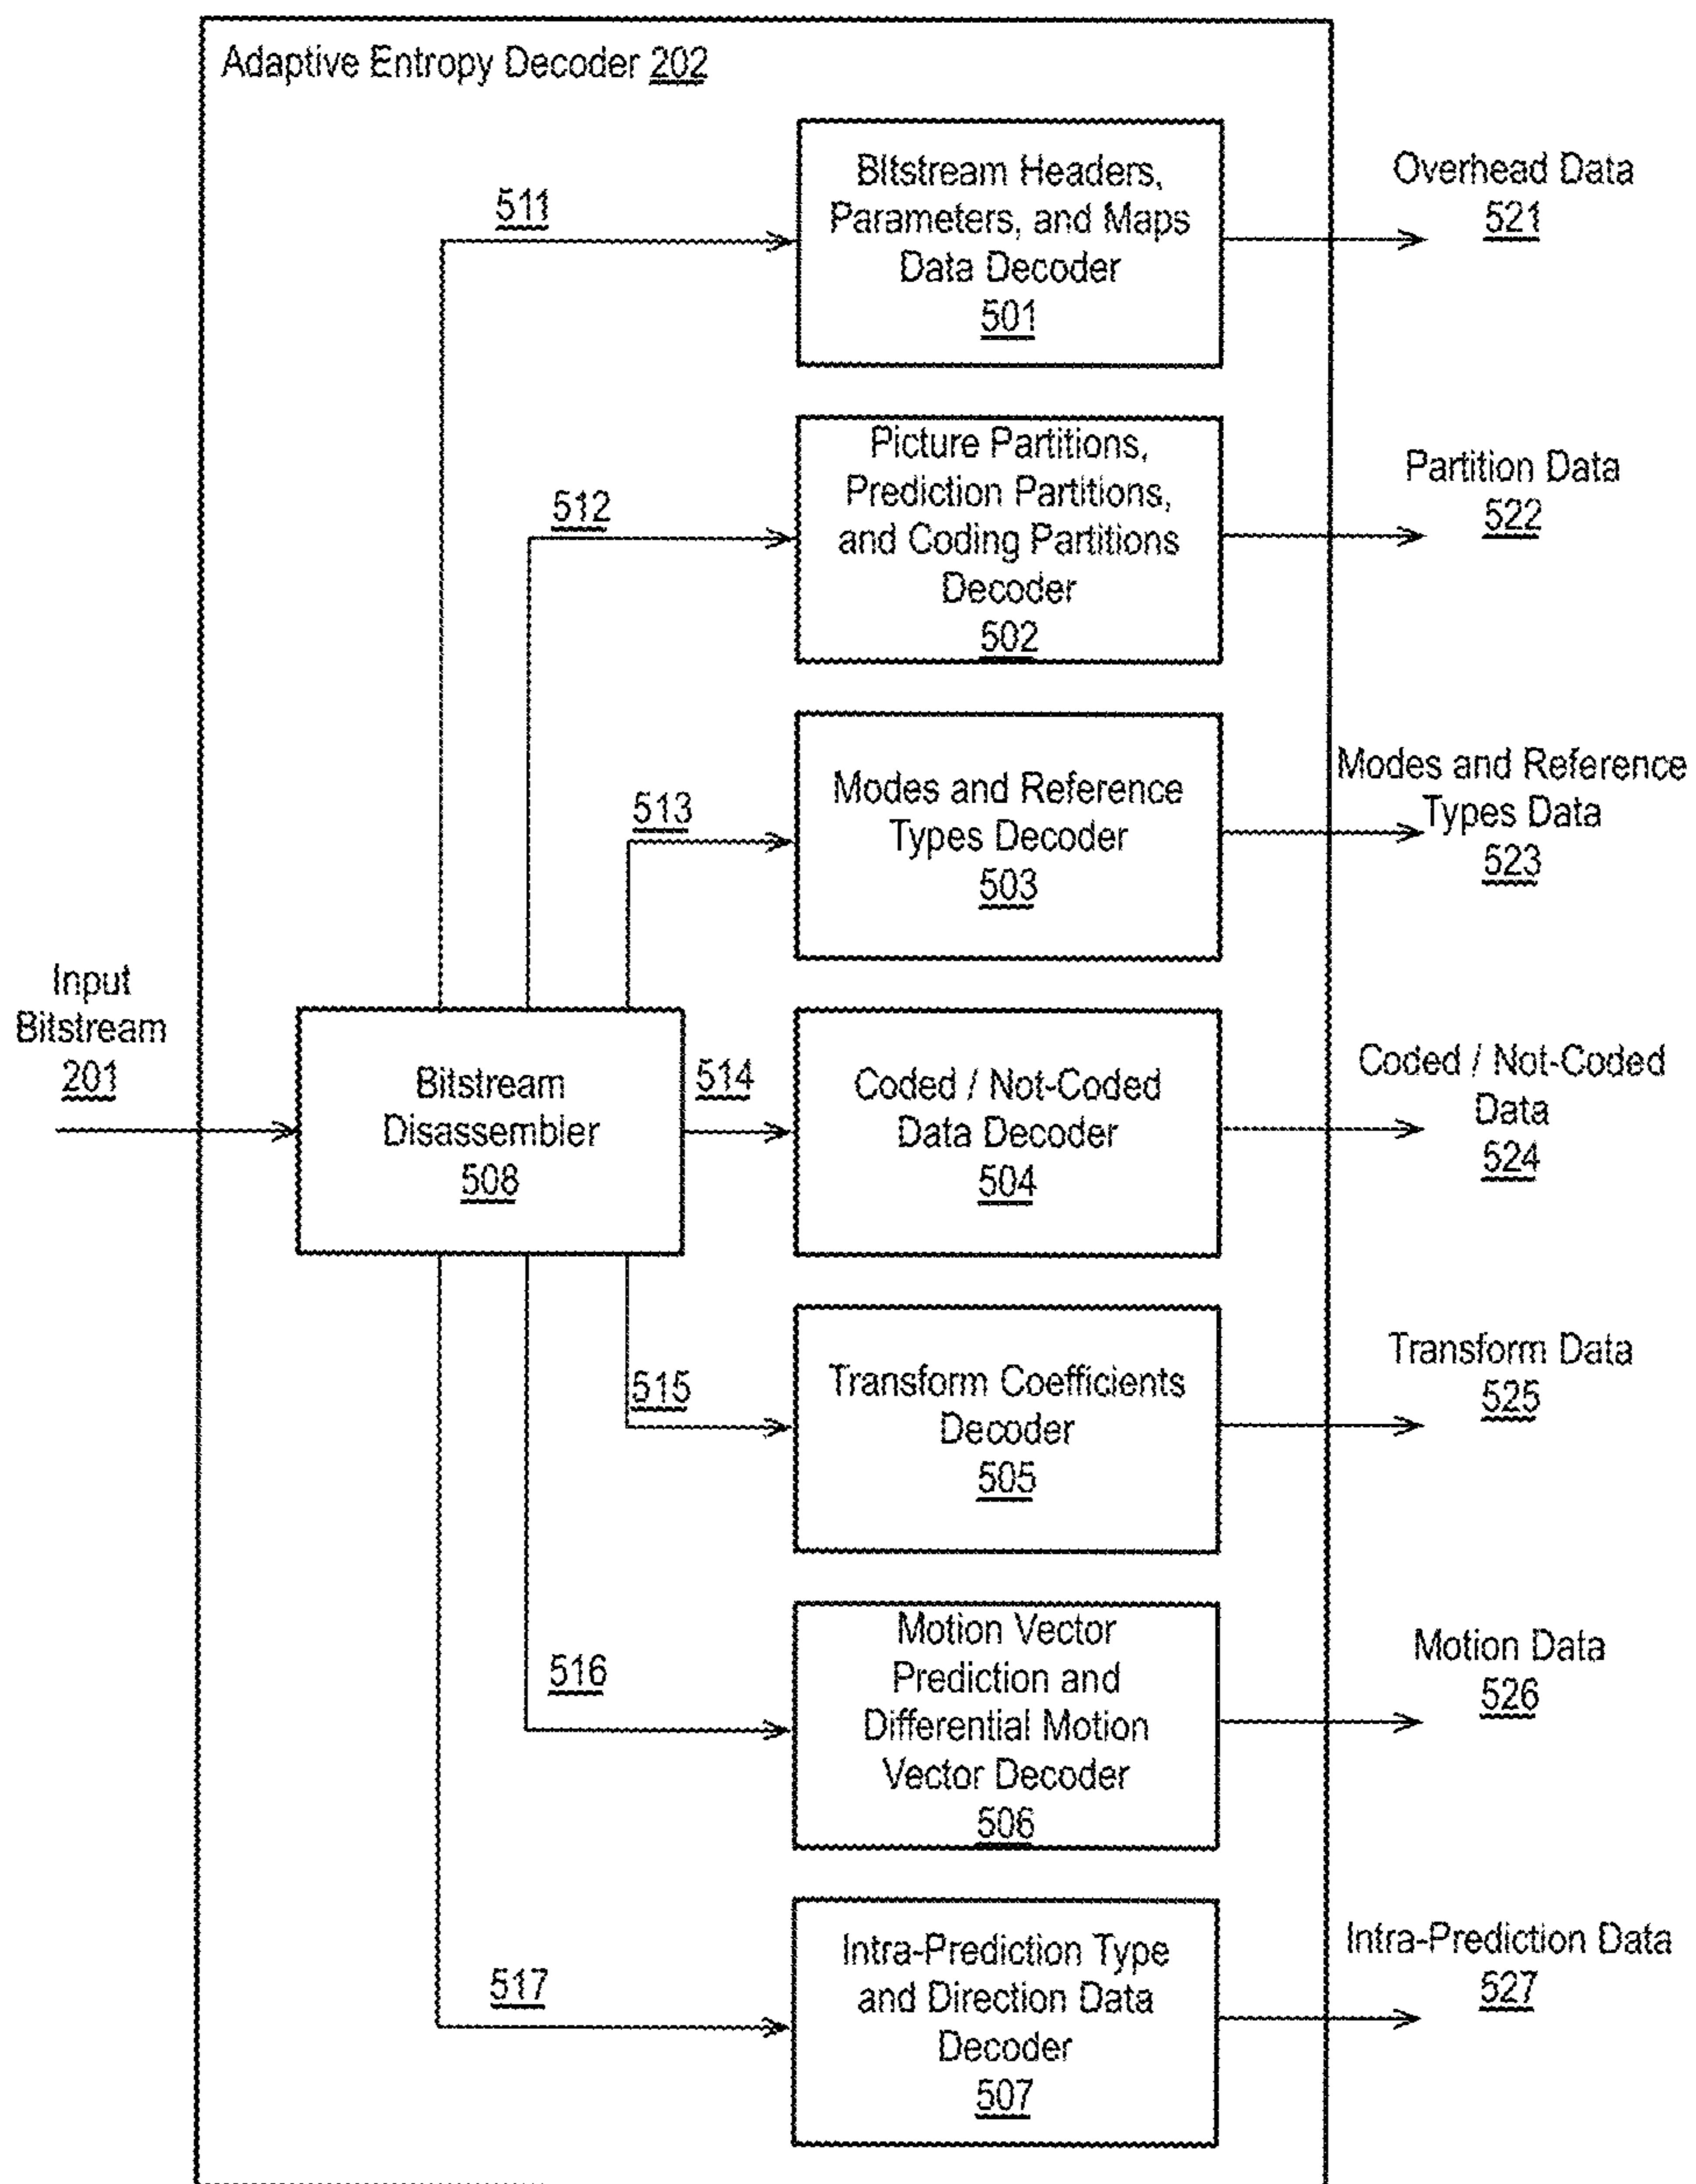 Adaptive Entropy Decoder 202
511
Bitstream Headers,
Parameters, and Maps
Data Decoder
501
Overhead Data
521
512
Picture Partitions,
Prediction Partitions,
and Coding Partitions
Decoder
502
Partition Data
522
513
Modes and Reference
Types Decoder
503
Modes and Reference
Types Data
523
Input
Bitstream
201
Bitstream
Disassembler
508
514
Coded / Not-Coded
Data Decoder
504
Coded / Not-Coded
Data
524
515
Transform Coefficients
Decoder
505
Transform Data
525
516
Motion Vector
Prediction and
Differential Motion
Vector Decoder
506
Motion Data
526
517
Intra-Prediction Type
and Direction Data
Decoder
507
Intra-Prediction Data
527